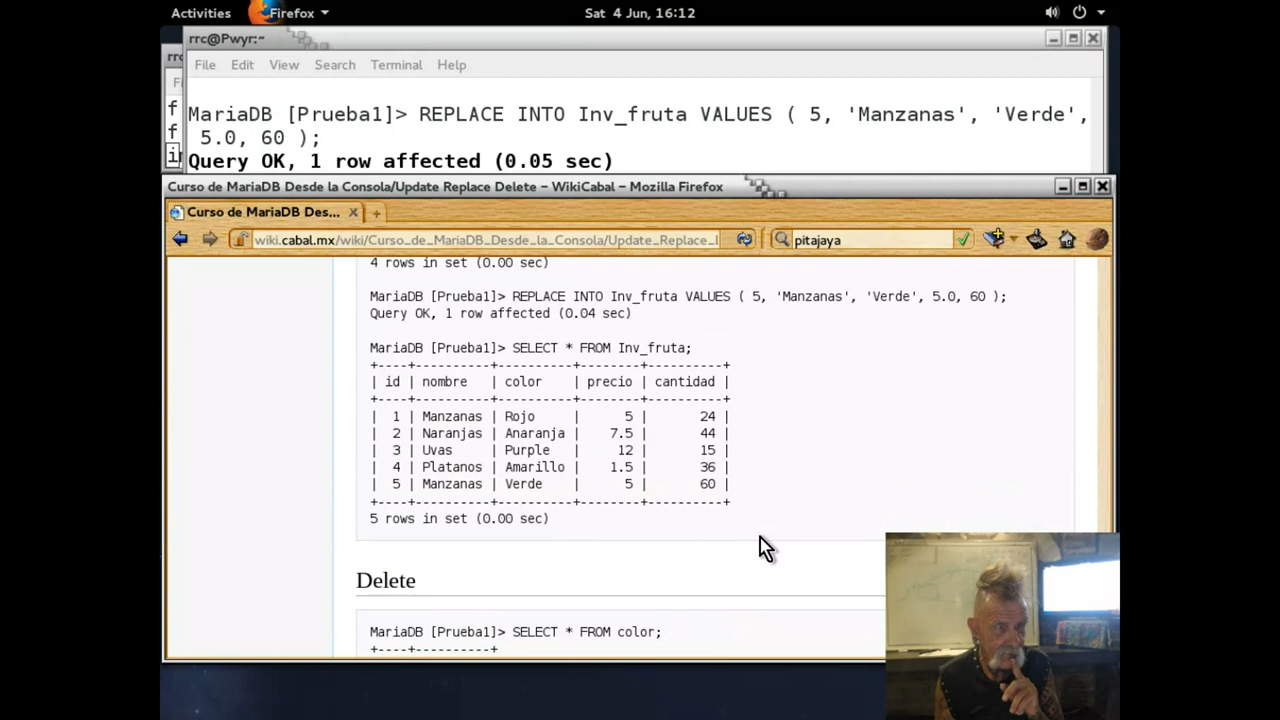 Activities Firefox Sat 4 Jun, 16:12
rrc@Pwyr:~
File Edit View Search Terminal Help
MariaDB [Prueba1]> REPLACE INTO Inv_fruta VALUES ( 5, 'Manzanas', 'Verde',
5.0, 60 );
Query OK, 1 row affected (0.05 sec)
Curso de MariaDB Desde la Consola/Update Replace Delete – WikiCabal – Mozilla Firefox
Curso de MariaDB Des...
wiki.cabal.mx/wiki/Curso_de_MariaDB_Desde_la_Consola/Update_Replace_ pitajaya
4 rows in set (0.00 sec)
MariaDB [Prueba1]> REPLACE INTO Inv_fruta VALUES ( 5, 'Manzanas', 'Verde', 5.0, 60 );
Query OK, 1 row affected (0.04 sec)
MariaDB [Prueba1]> SELECT * FROM Inv_fruta;
+----+----------+----------+--------+----------+
| id | nombre | color | precio | cantidad |
+----+----------+----------+--------+----------+
| 1 | Manzanas | Rojo | 5 | 24 |
| 2 | Naranjas | Anaranja | 7.5 | 44 |
| 3 | Uvas | Purple | 12 | 15 |
| 4 | Platanos | Amarillo | 1.5 | 36 |
| 5 | Manzanas | Verde | 5 | 60 |
+----+----------+----------+--------+----------+
5 rows in set (0.00 sec)
Delete
MariaDB [Prueba1]> SELECT * FROM color;
+----+----------+